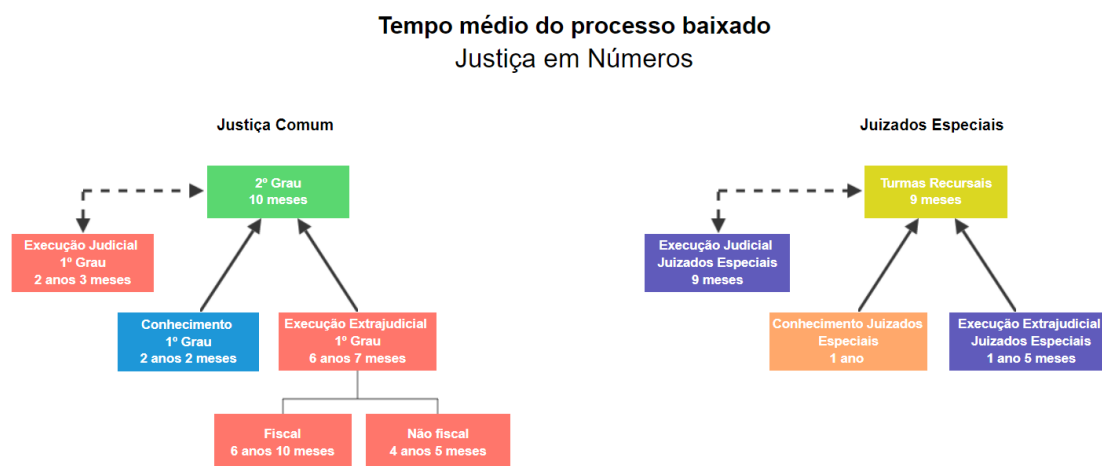 Tempo médio do processo baixado
Justiça em Números
Justiça Comum
2º Grau
10 meses
Execução Judicial
1º Grau
2 anos 3 meses
Conhecimento
1º Grau
2 anos 2 meses
Execução Extrajudicial
1º Grau
6 anos 7 meses
Fiscal
6 anos 10 meses
Não fiscal
4 anos 5 meses
Juizados Especiais
Turmas Recursais
9 meses
Execução Judicial
Juizados Especiais
9 meses
Conhecimento Juizados
Especiais
1 ano
Execução Extrajudicial
Juizados Especiais
1 ano 5 meses